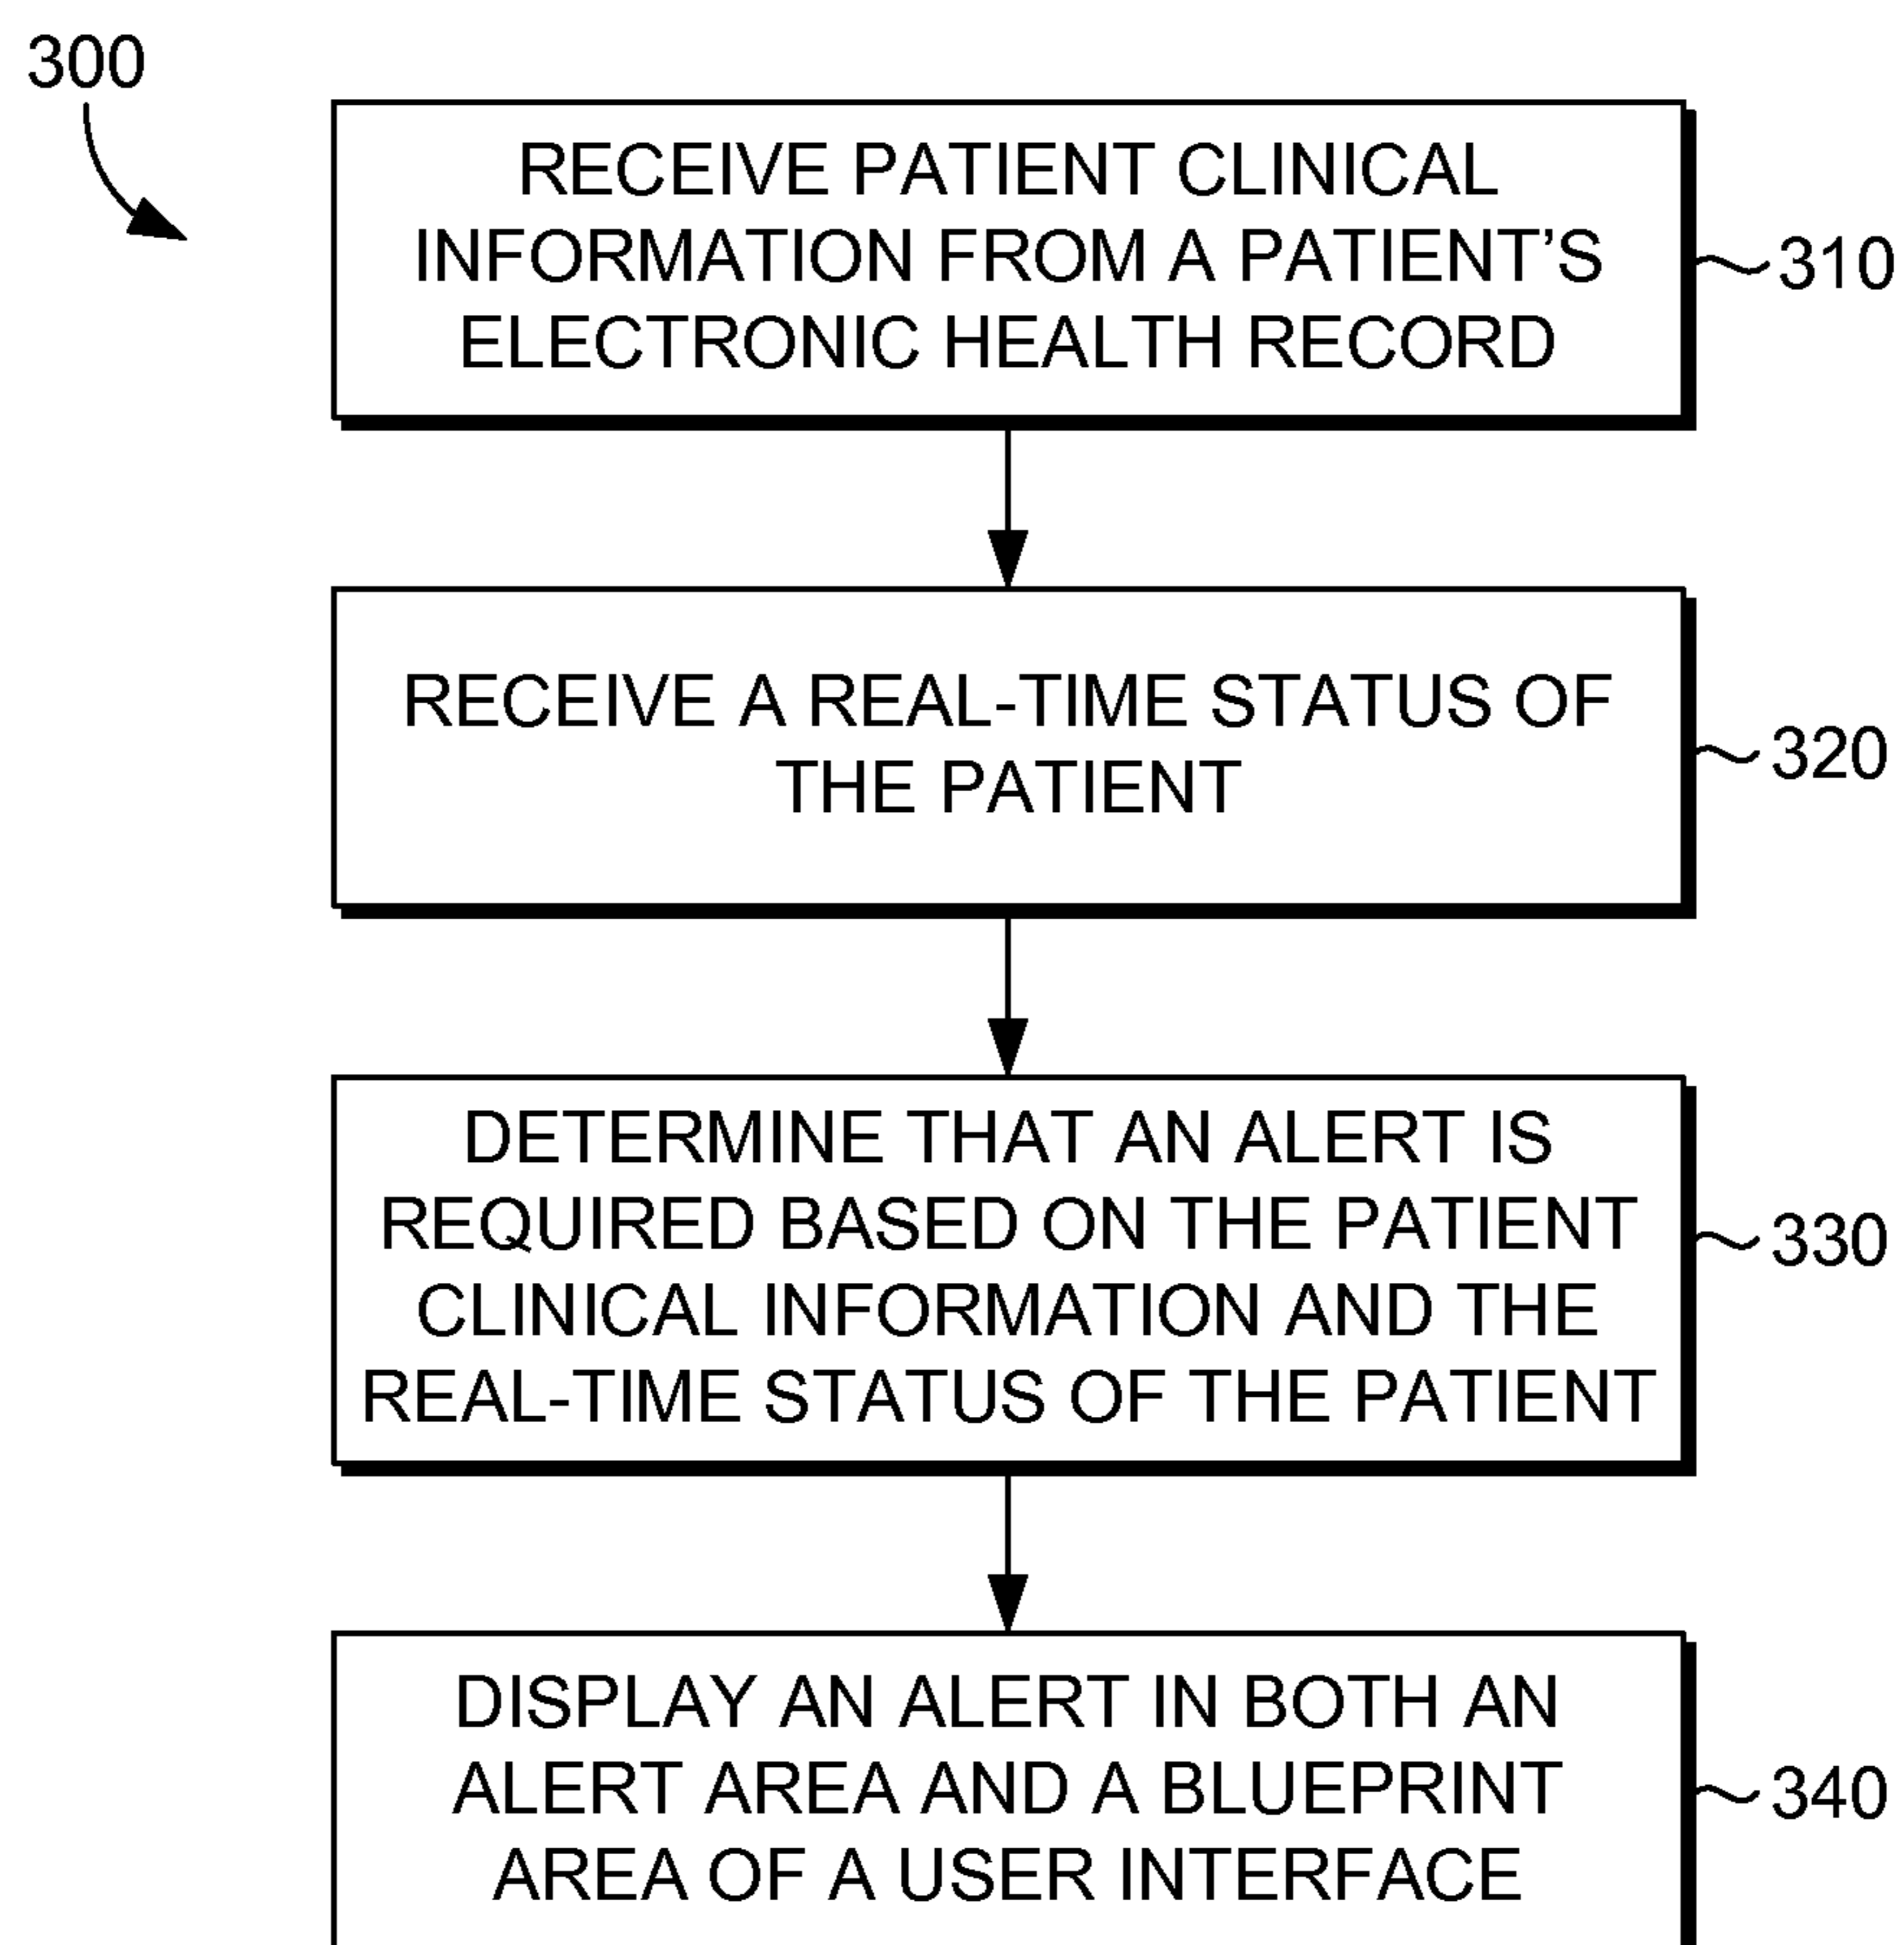 300
RECEIVE PATIENT CLINICAL
INFORMATION FROM A PATIENT’S
ELECTRONIC HEALTH RECORD
310
RECEIVE A REAL-TIME STATUS OF
THE PATIENT
320
DETERMINE THAT AN ALERT IS
REQUIRED BASED ON THE PATIENT
CLINICAL INFORMATION AND THE
REAL-TIME STATUS OF THE PATIENT
330
DISPLAY AN ALERT IN BOTH AN
ALERT AREA AND A BLUEPRINT
AREA OF A USER INTERFACE
340